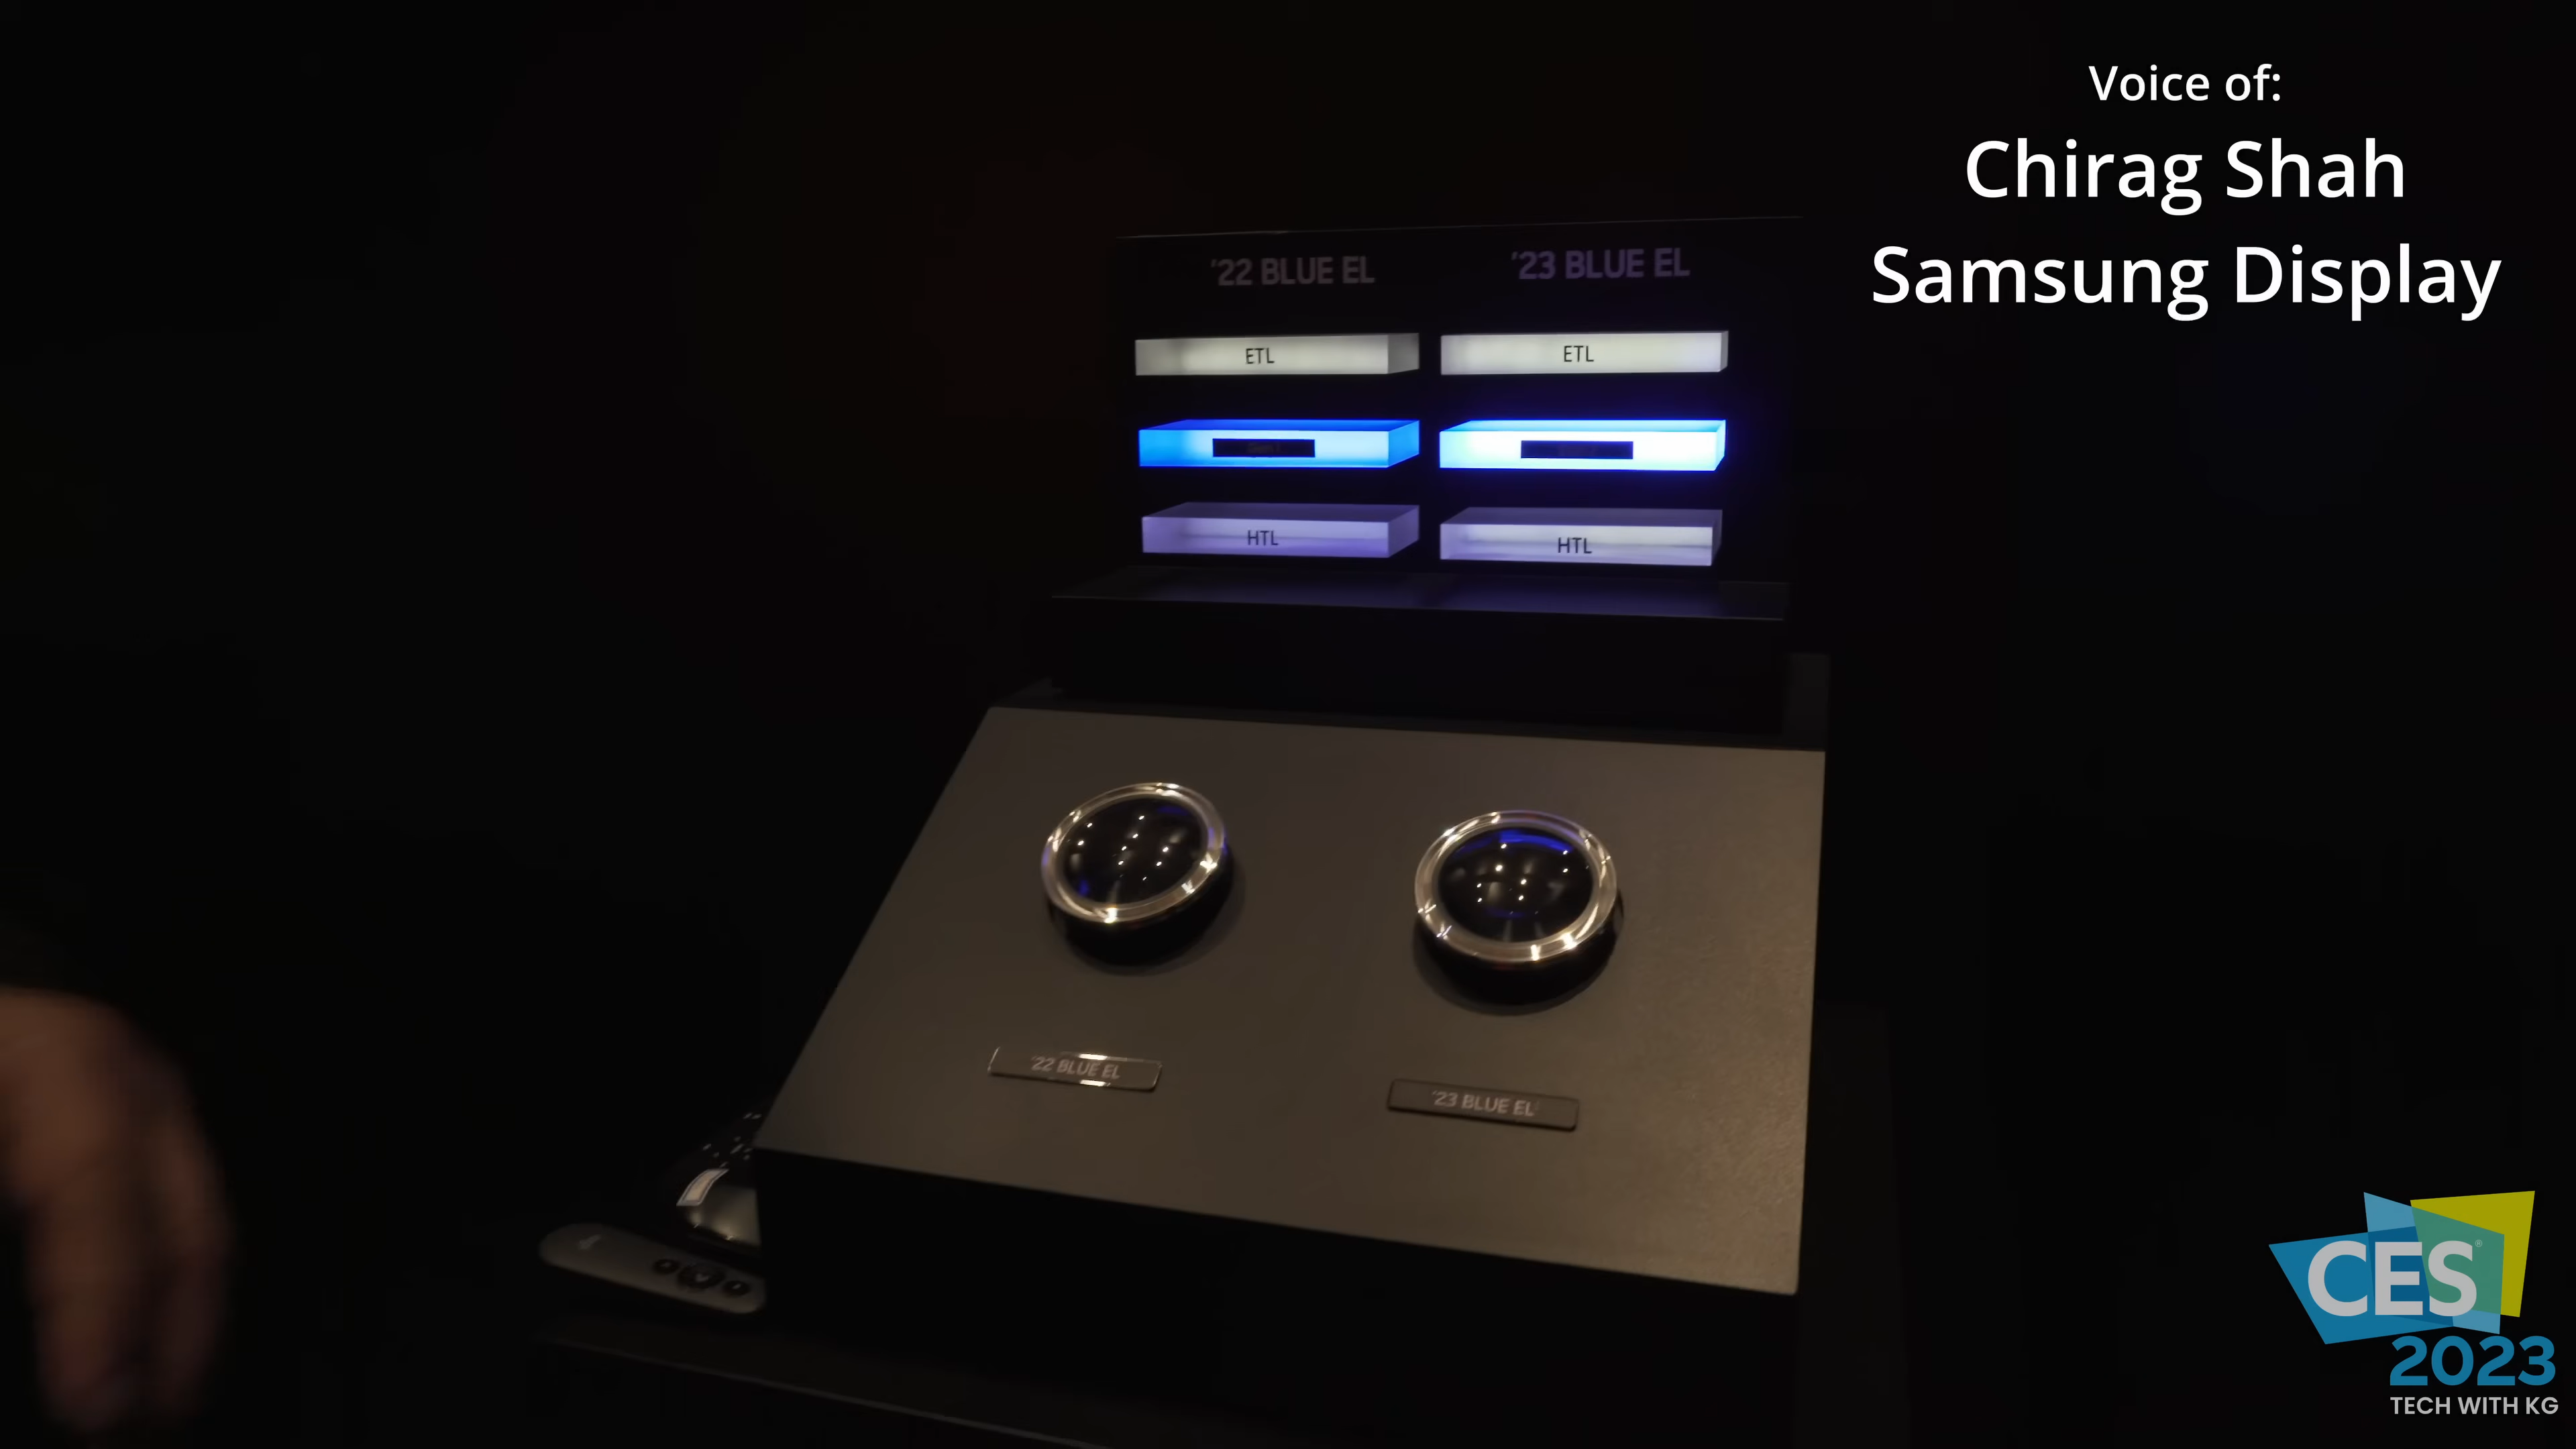 Voice of:
Chirag Shah
Samsung Display
'22 BLUE EL
'23 BLUE EL
ETL
ETL
HTL
HTL
'22 BLUE EL
'23 BLUE EL
CES®
2023
TECH WITH KG